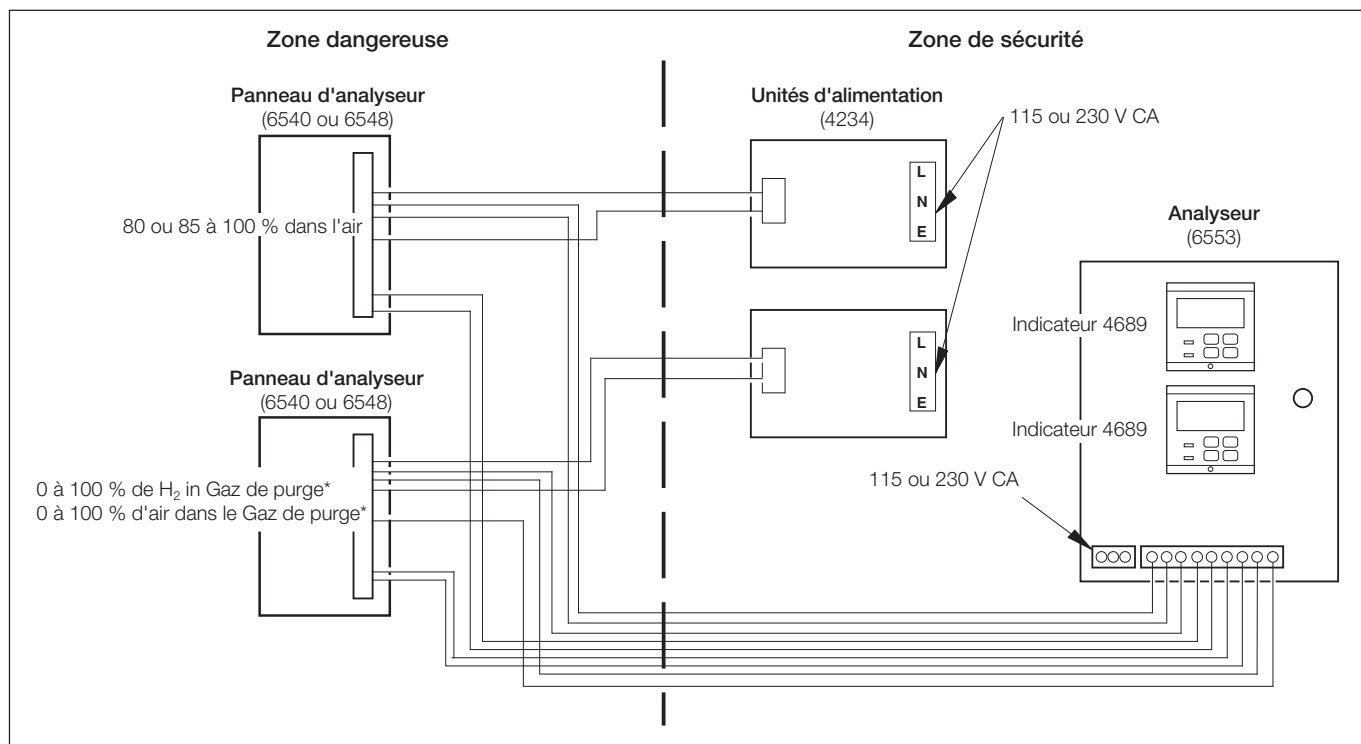 Zone dangereuse
Zone de sécurité
Panneau d'analyseur
(6540 ou 6548)
Unités d'alimentation
(4234)
115 ou 230 V CA
L
N
E
80 ou 85 à 100 % dans l'air
Analyseur
(6553)
Indicateur 4689
Panneau d'analyseur
(6540 ou 6548)
L
N
E
Indicateur 4689
115 ou 230 V CA
0 à 100 % de H₂ in Gaz de purge*
0 à 100 % d'air dans le Gaz de purge*